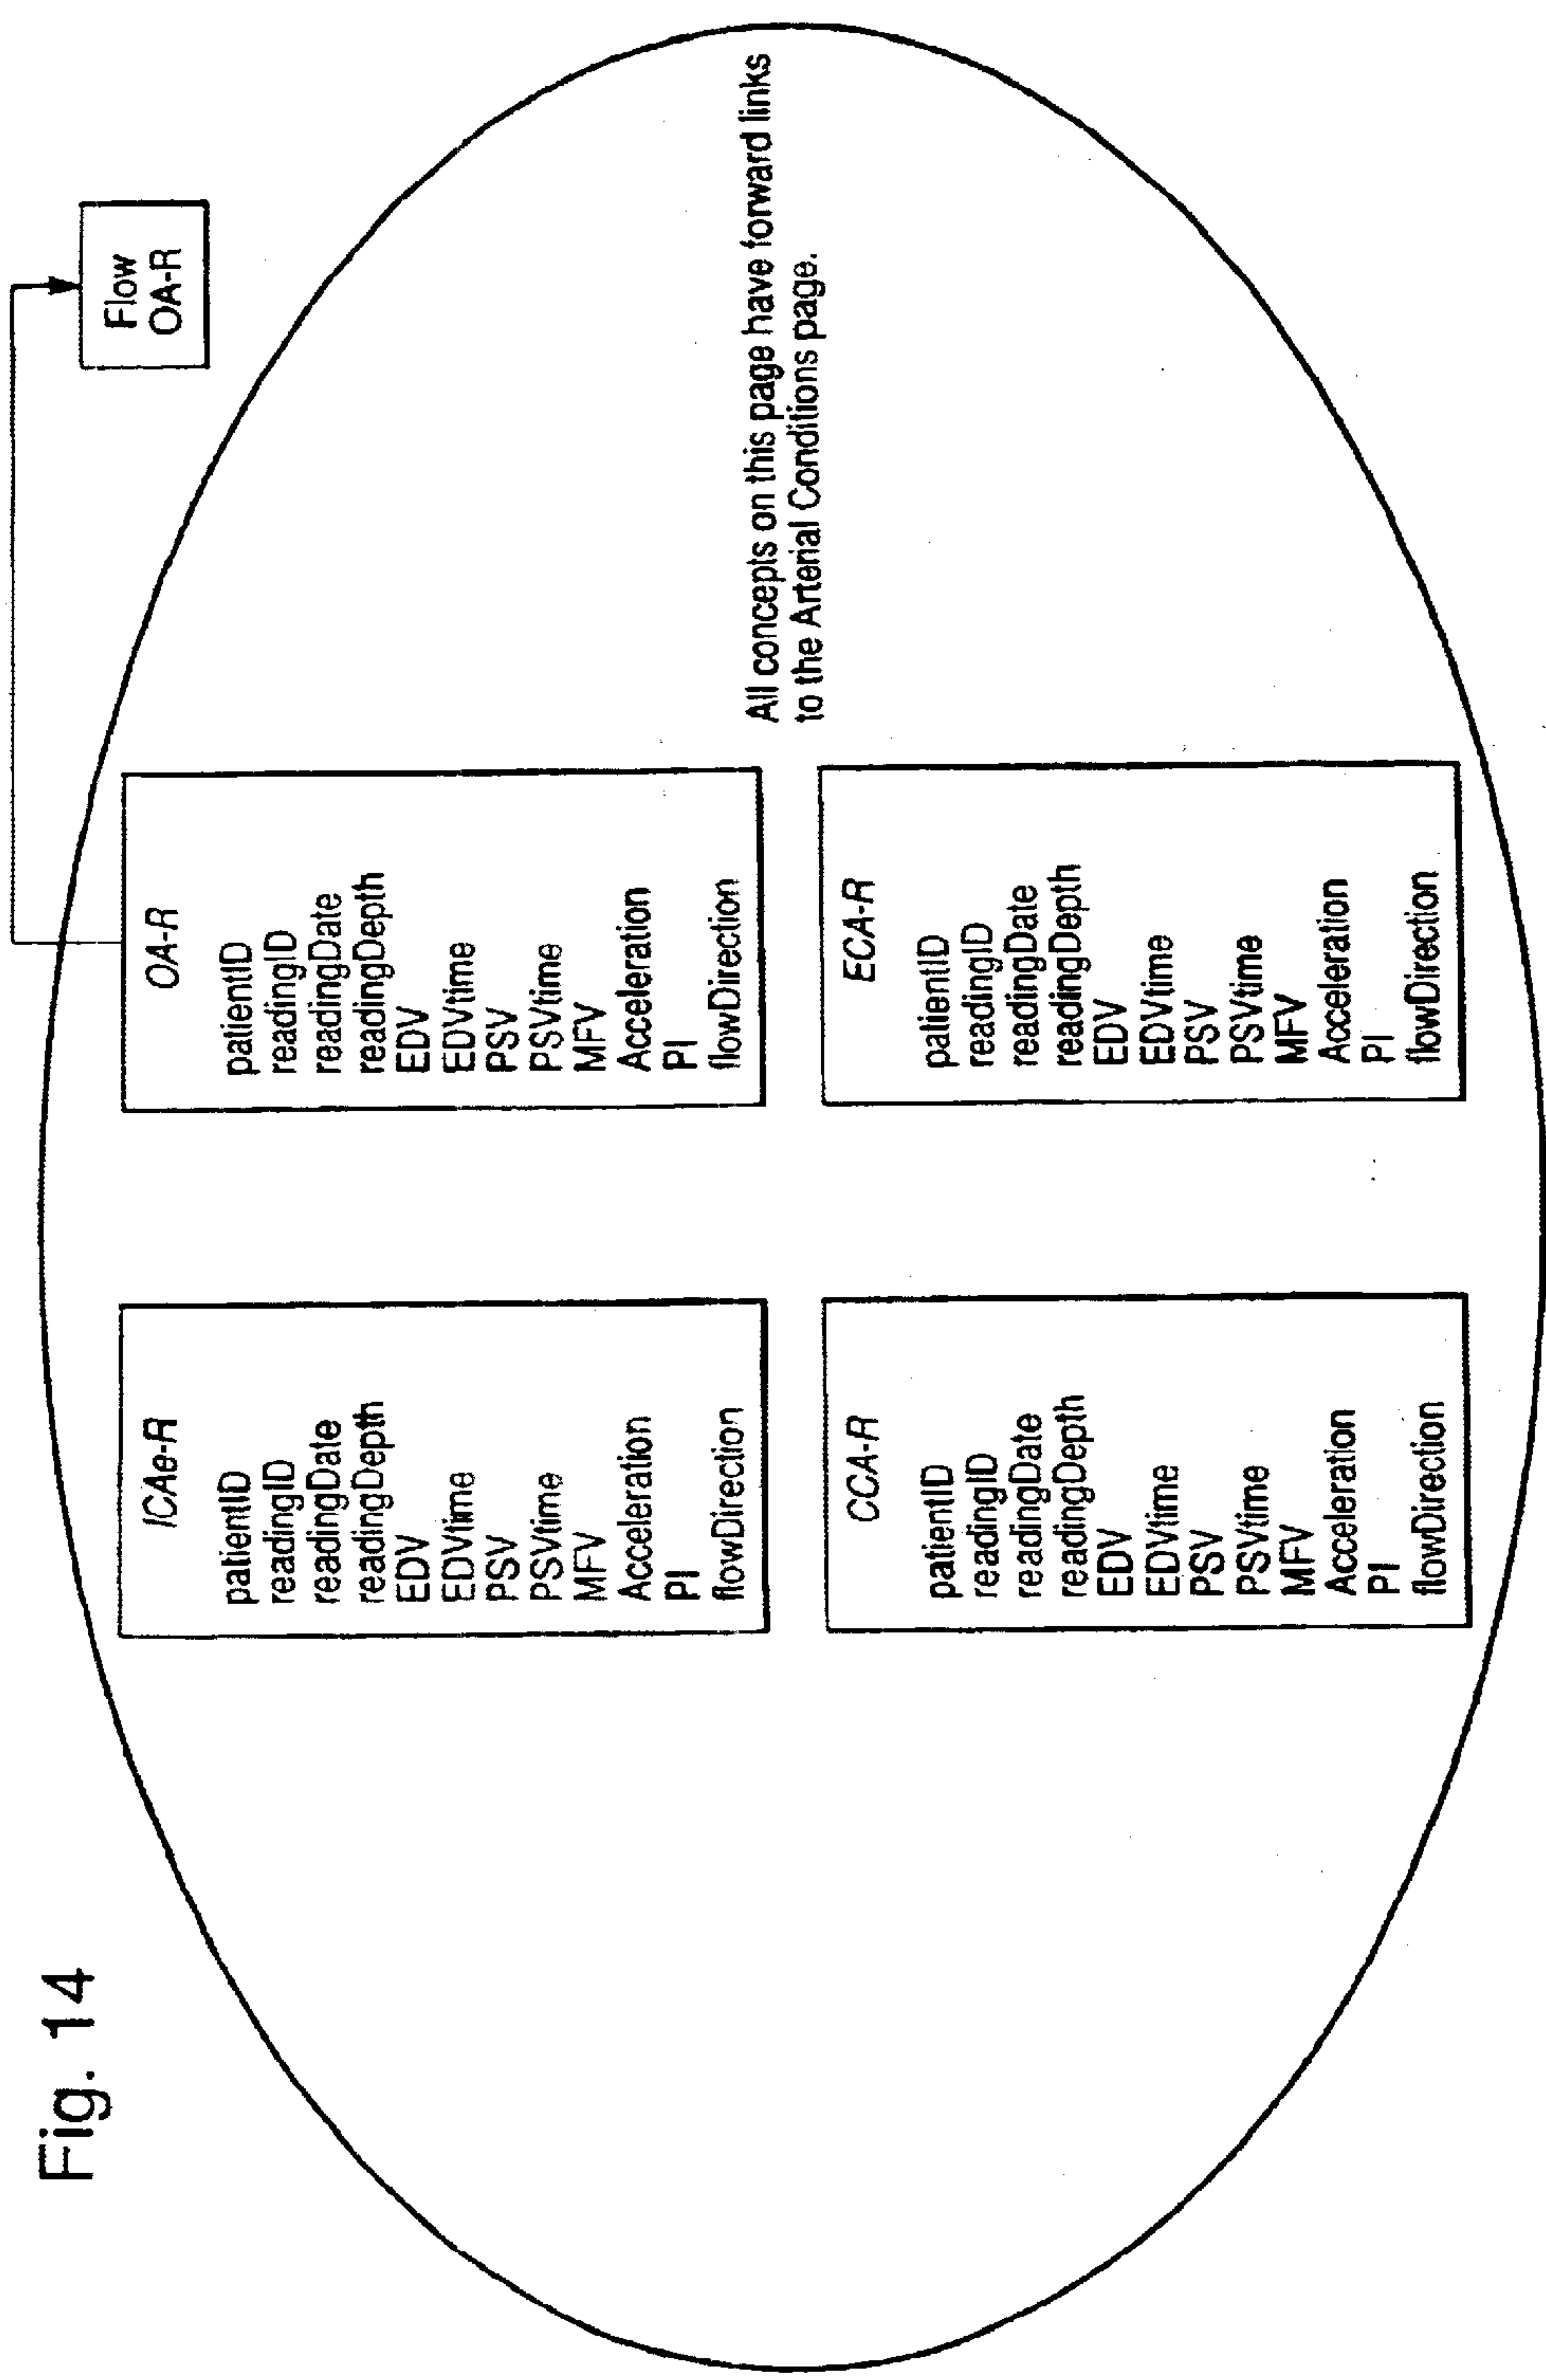 Fig. 14
Flow
OA-R
ICAe-R
patientID
readingID
readingDate
readingDepth
EDV
EDVtime
PSV
PSVtime
MFV
Acceleration
PI
flowDirection
OA-R
patientID
readingID
readingDate
readingDepth
EDV
EDVtime
PSV
PSVtime
MFV
Acceleration
PI
flowDirection
All concepts on this page have forward links
to the Arterial Conditions page.
CCA-R
patientID
readingID
readingDate
readingDepth
EDV
EDVtime
PSV
PSVtime
MFV
Acceleration
PI
flowDirection
ECA-R
patientID
readingID
readingDate
readingDepth
EDV
EDVtime
PSV
PSVtime
MFV
Acceleration
PI
flowDirection